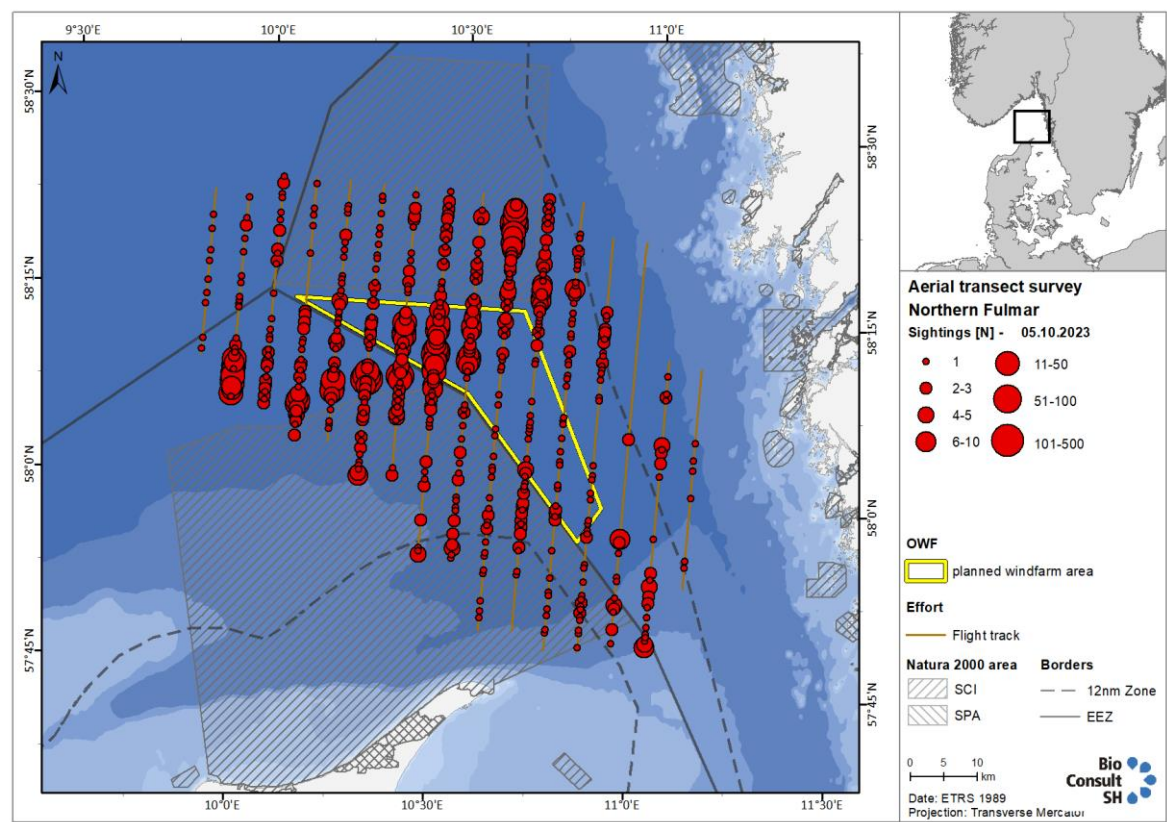 9°30'E 10°0'E 10°30'E 11°0'E
N
58°30'N
58°15'N
58°0'N
57°45'N
58°30'N
58°15'N
58°0'N
57°45'N
10°0'E 10°30'E 11°0'E 11°30'E
Aerial transect survey
Northern Fulmar
Sightings [N] - 05.10.2023
1 11-50
2-3 51-100
4-5 101-500
6-10
OWF
planned windfarm area
Effort
Flight track
Natura 2000 area Borders
SCI 12nm Zone
SPA EEZ
0 5 10
km
Date: ETRS 1989
Projection: Transverse Mercator
Bio
Consult
SH